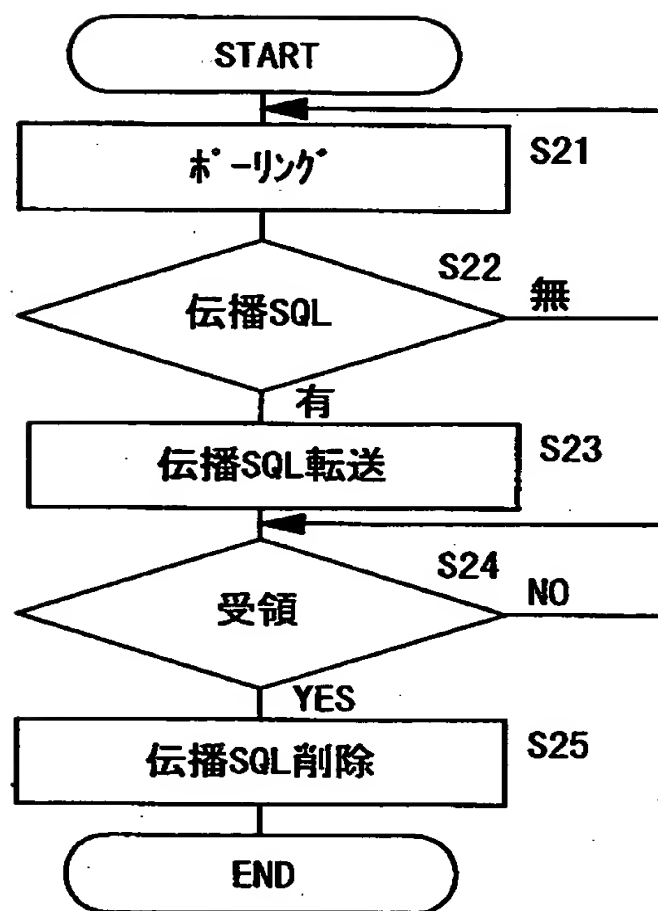 START
ﾎﾟｰﾘﾝｸﾞ
S21
S22
伝播SQL
無
有
伝播SQL転送
S23
S24
受領
NO
YES
伝播SQL削除
S25
END